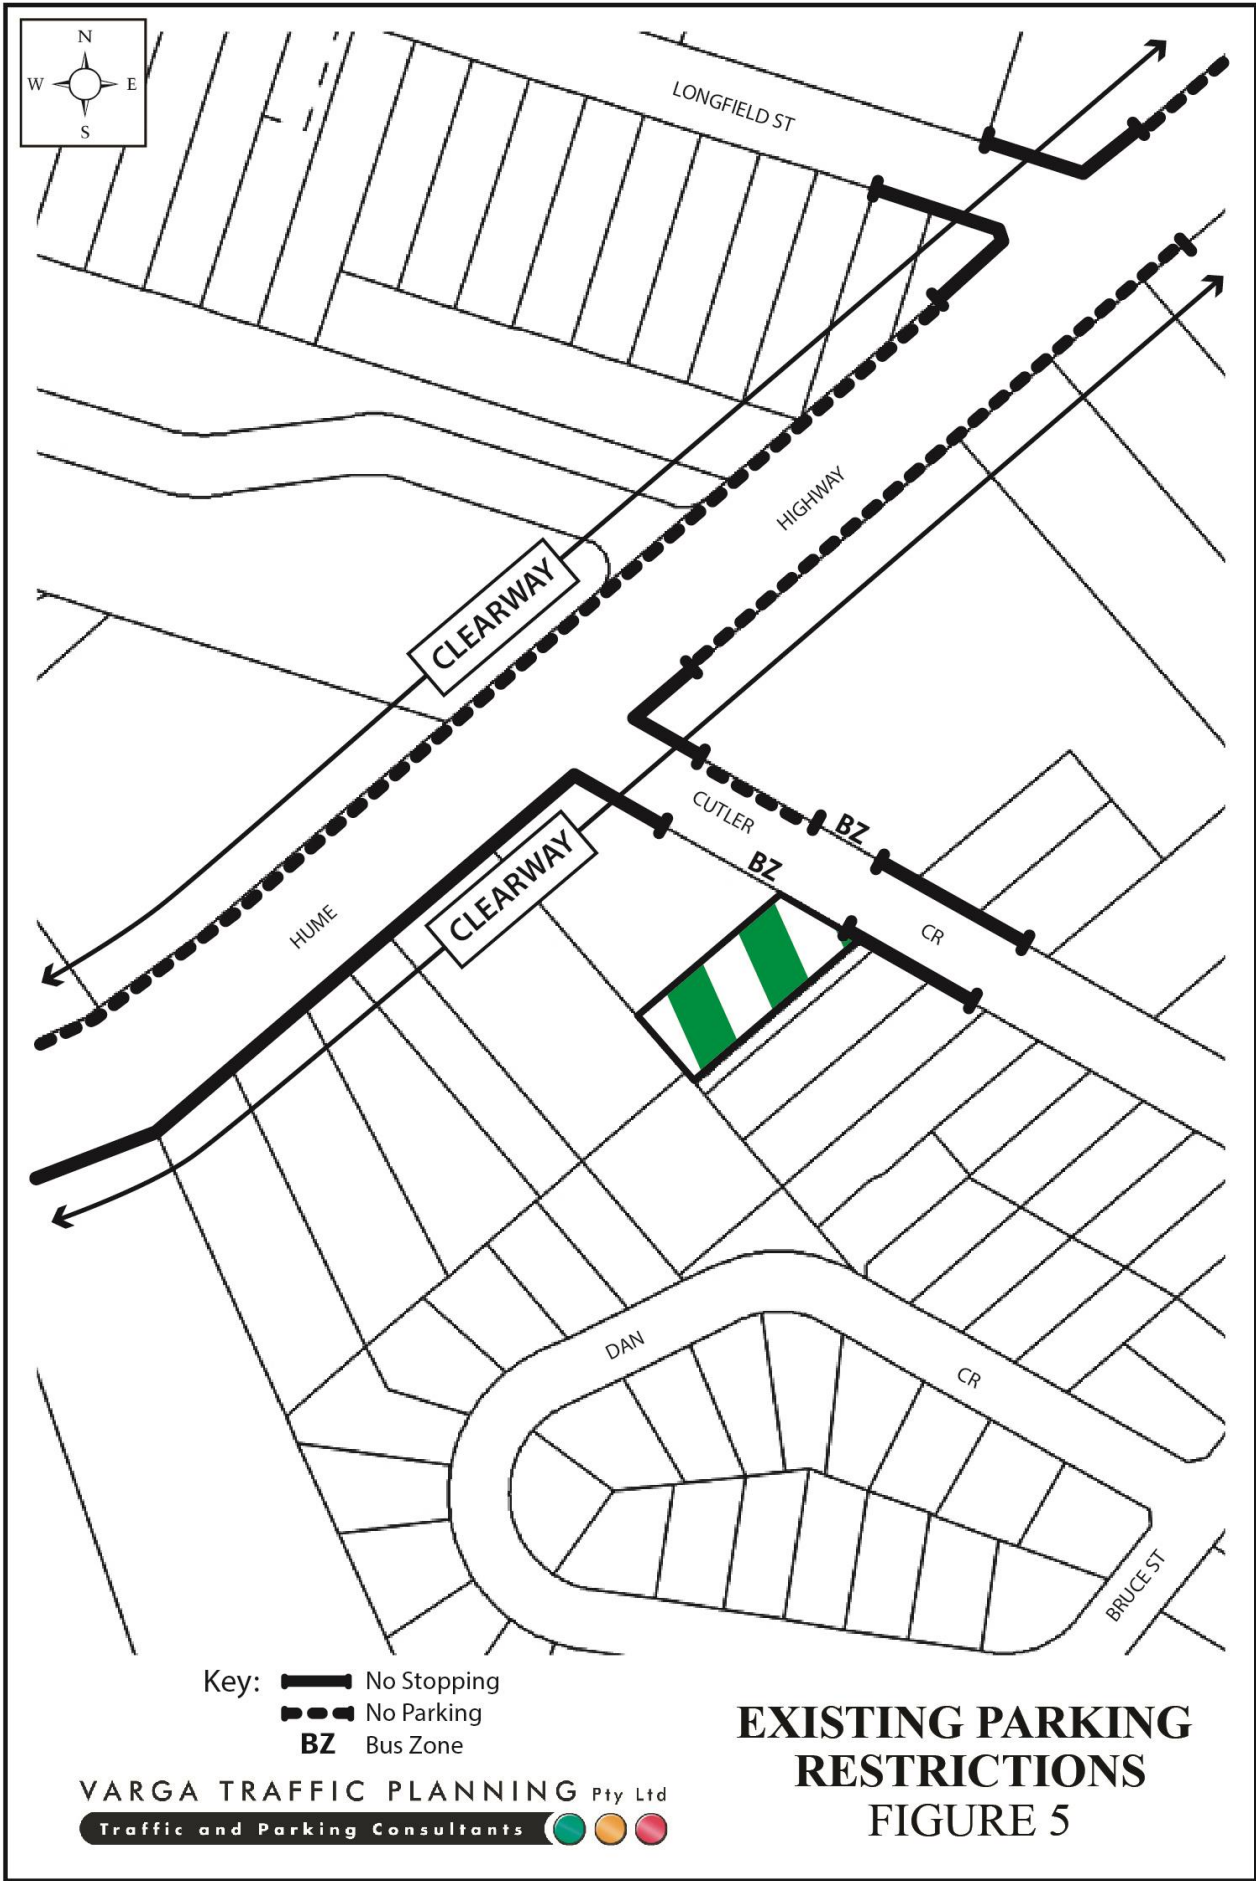 N
W E
S
LONGFIELD ST
HIGHWAY
CLEARWAY
CUTLER
BZ
BZ
CLEARWAY
HUME
CR
DAN
CR
BRUCE ST
Key:
No Stopping
No Parking
BZ Bus Zone
EXISTING PARKING
RESTRICTIONS
FIGURE 5
VARGA TRAFFIC PLANNING Pty Ltd
Traffic and Parking Consultants